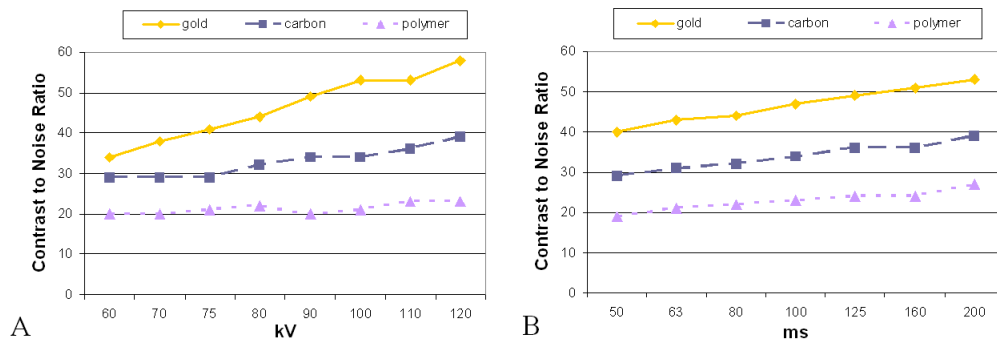 gold carbon polymer
60
50
40
30
20
10
0
Contrast to Noise Ratio
60 70 75 80 90 100 110 120
kV
A
gold carbon polymer
60
50
40
30
20
10
0
Contrast to Noise Ratio
50 63 80 100 125 160 200
ms
B